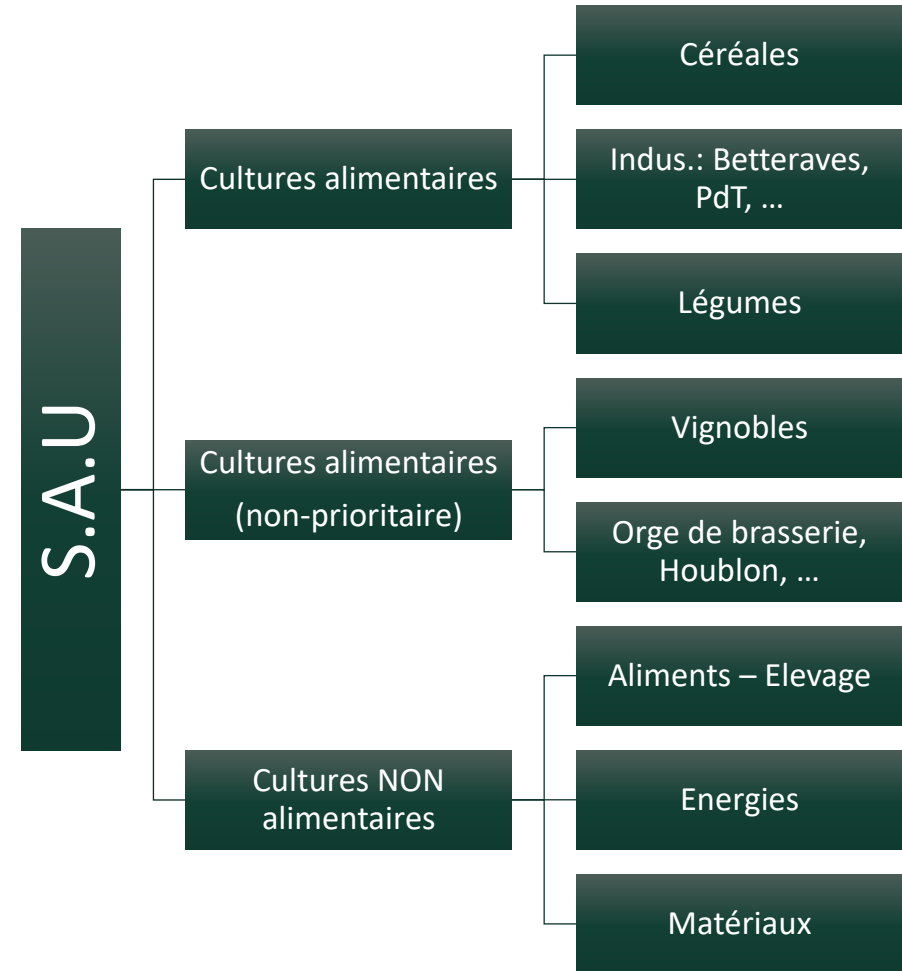 S.A.U
Cultures alimentaires
Céréales
Indus.: Betteraves,
PdT, ...
Légumes
Cultures alimentaires
(non-prioritaire)
Vignobles
Orge de brasserie,
Houblon, ...
Cultures NON
alimentaires
Aliments – Elevage
Energies
Matériaux